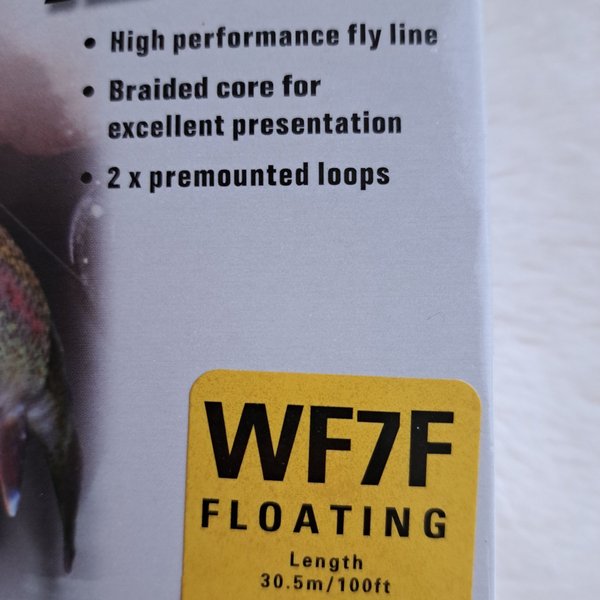 • High performance fly line
• Braided core for
excellent presentation
• 2 x premounted loops
WF7F
FLOATING
Length
30.5m/100ft